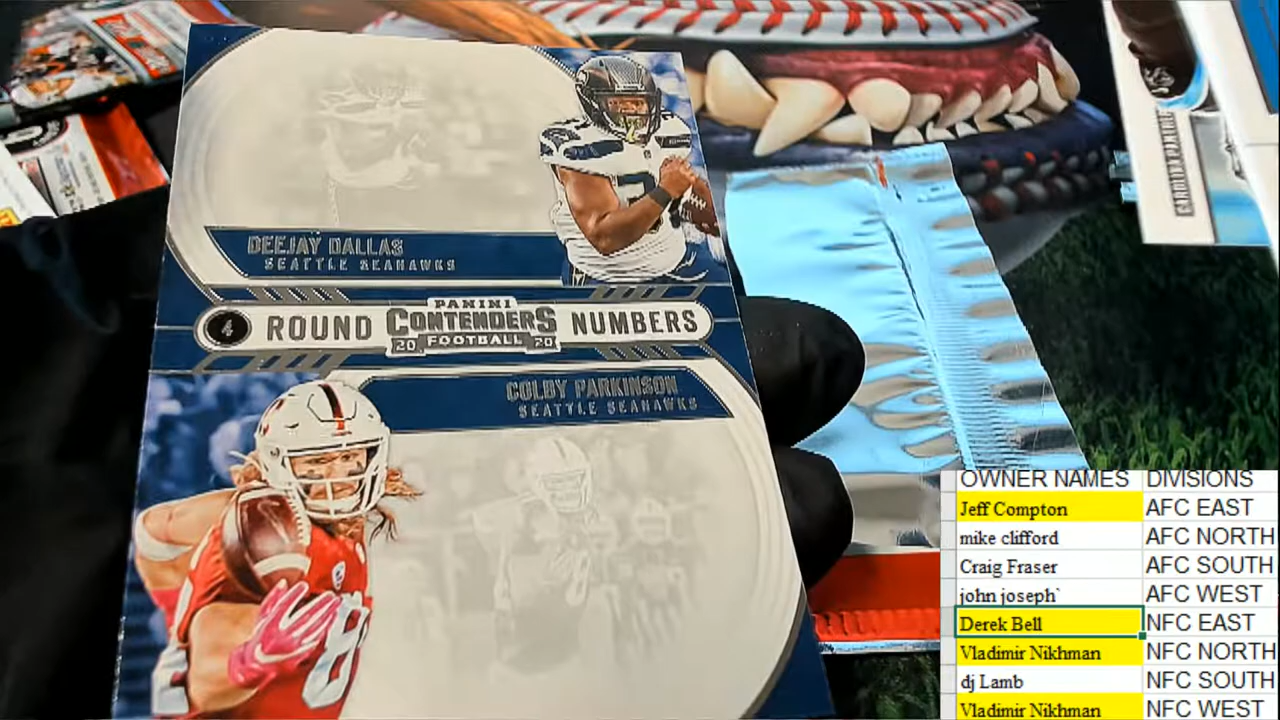 DEEJAY DALLAS
SEATTLE SEAHAWKS
4 ROUND NUMBERS
PANINI
CONTENDERS
20 FOOTBALL 20
COLBY PARKINSON
SEATTLE SEAHAWKS
CAROLINA PANTHE
OWNER NAMES DIVISIONS
Jeff Compton AFC EAST
mike clifford AFC NORTH
Craig Fraser AFC SOUTH
john joseph` AFC WEST
Derek Bell NFC EAST
Vladimir Nikhman NFC NORTH
dj Lamb NFC SOUTH
Vladimir Nikhman NFC WEST